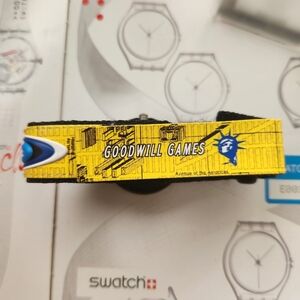 GOODWILL GAMES
Avenue of the Americas
swatch